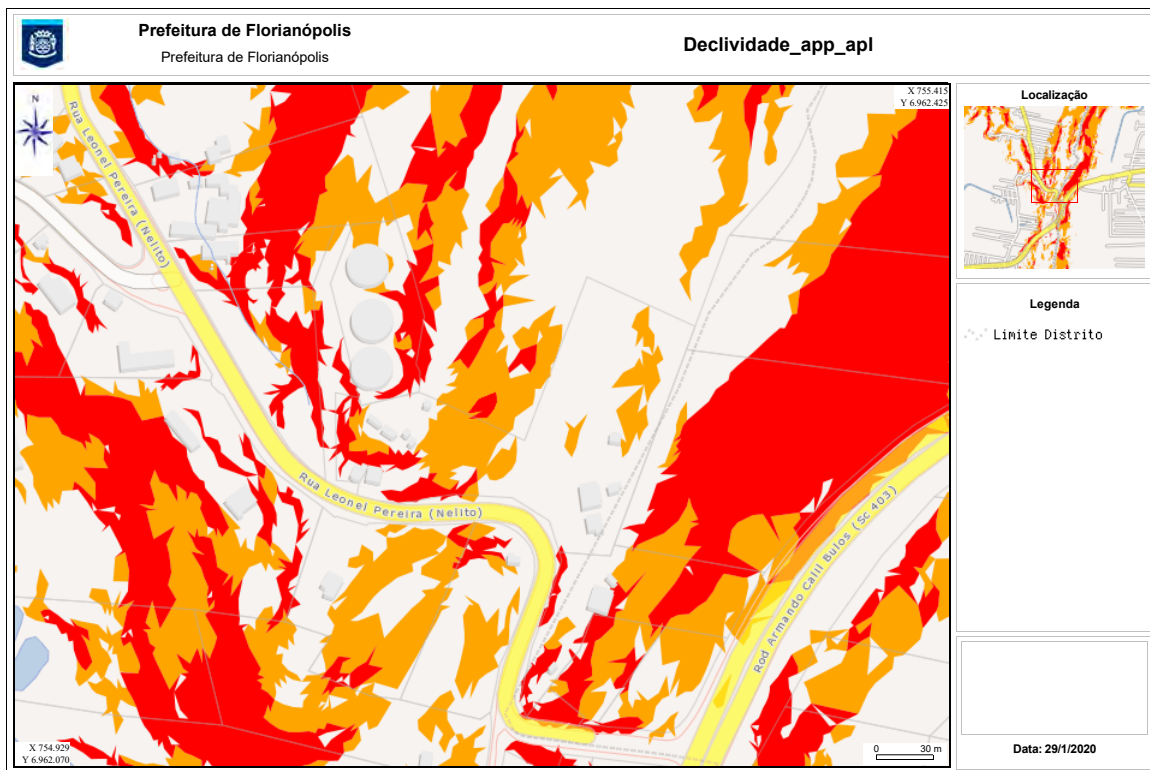 Prefeitura de Florianópolis
Prefeitura de Florianópolis
Declividade_app_apl
N
X 755.415
Y 6.962.425
Rua Leonel Pereira (Nelito)
Rua Leonel Pereira (Nelito)
Rod Armando Calil Bulos (Sc 403)
X 754.929
Y 6.962.070
0 30 m
Localização
Legenda
Limite Distrito
Data: 29/1/2020